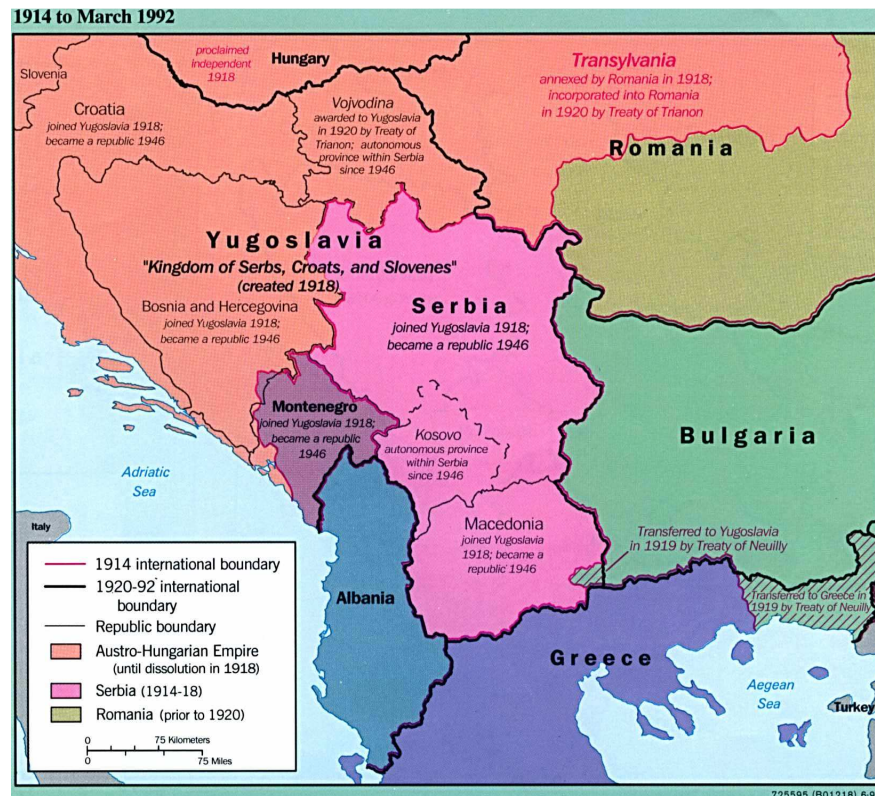 1914 to March 1992
Slovenia
proclaimed
independent
1918
Hungary
Transylvania
annexed by Romania in 1918;
incorporated into Romania
in 1920 by Treaty of Trianon
Croatia
joined Yugoslavia 1918;
became a republic 1946
Vojvodina
awarded to Yugoslavia
in 1920 by Treaty of
Trianon; autonomous
province within Serbia
since 1946
Romania
Yugoslavia
"Kingdom of Serbs, Croats, and Slovenes"
(created 1918)
Bosnia and Hercegovina
joined Yugoslavia 1918;
became a republic 1946
Serbia
joined Yugoslavia 1918;
became a republic 1946
Montenegro
joined Yugoslavia 1918;
became a republic
1946
Kosovo
autonomous province
within Serbia
since 1946
Bulgaria
Adriatic
Sea
Italy
Macedonia
joined Yugoslavia
1918; became a
republic 1946
Transferred to Yugoslavia
in 1919 by Treaty of Neuilly
Transferred to Greece in
1919 by Treaty of Neuilly
Albania
Greece
Aegean
Sea
Turkey
1914 international boundary
1920-92 international
boundary
Republic boundary
Austro-Hungarian Empire
(until dissolution in 1918)
Serbia (1914-18)
Romania (prior to 1920)
0 75 Kilometers
0 75 Miles
725595 (B01218) 6-9